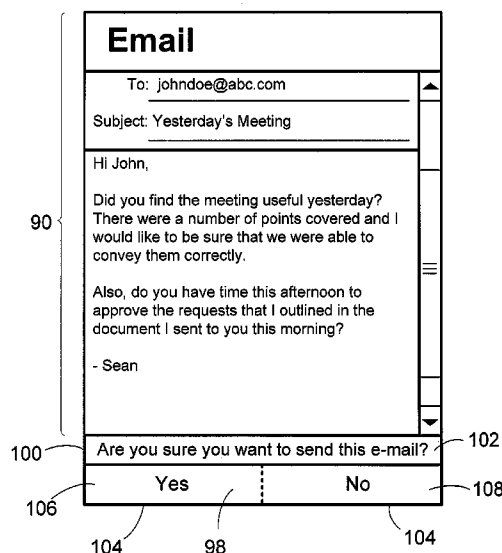 Email
To: johndoe@abc.com
Subject: Yesterday's Meeting
Hi John,
Did you find the meeting useful yesterday?
There were a number of points covered and I
would like to be sure that we were able to
convey them correctly.
Also, do you have time this afternoon to
approve the requests that I outlined in the
document I sent to you this morning?
- Sean
90
100 Are you sure you want to send this e-mail? 102
106 Yes No 108
104 98 104